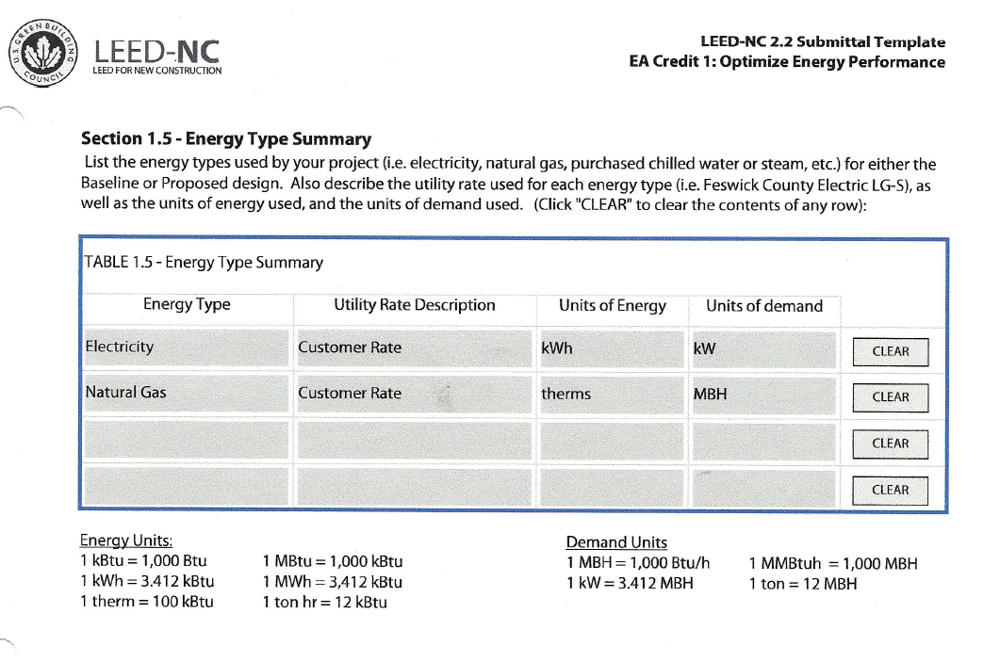 U.S. GREEN BUILDING COUNCIL
LEED-NC
LEED FOR NEW CONSTRUCTION
LEED-NC 2.2 Submittal Template
EA Credit 1: Optimize Energy Performance
Section 1.5 - Energy Type Summary
List the energy types used by your project (i.e. electricity, natural gas, purchased chilled water or steam, etc.) for either the
Baseline or Proposed design. Also describe the utility rate used for each energy type (i.e. Feswick County Electric LG-S), as
well as the units of energy used, and the units of demand used. (Click "CLEAR" to clear the contents of any row):
TABLE 1.5 - Energy Type Summary
Energy Type Utility Rate Description Units of Energy Units of demand
Electricity Customer Rate kWh kW CLEAR
Natural Gas Customer Rate therms MBH CLEAR
CLEAR
CLEAR
Energy Units: Demand Units
1 kBtu = 1,000 Btu 1 MBtu = 1,000 kBtu 1 MBH = 1,000 Btu/h 1 MMBtuh = 1,000 MBH
1 kWh = 3.412 kBtu 1 MWh = 3,412 kBtu 1 kW = 3.412 MBH 1 ton = 12 MBH
1 therm = 100 kBtu 1 ton hr = 12 kBtu